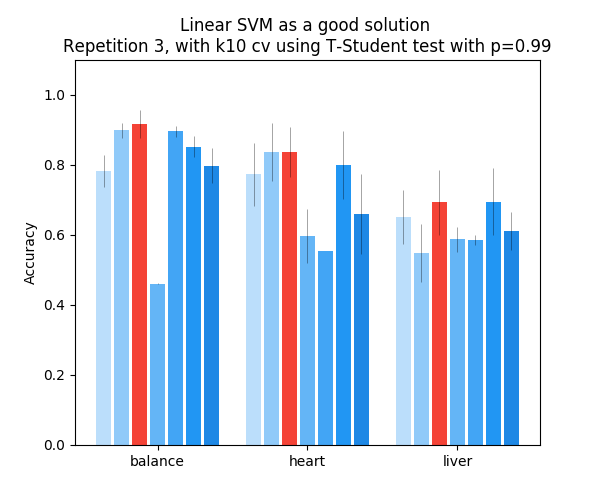 Linear SVM as a good solution
Repetition 3, with k10 cv using T-Student test with p=0.99
1.0
0.8
0.6
0.4
0.2
0.0
Accuracy
balance heart liver